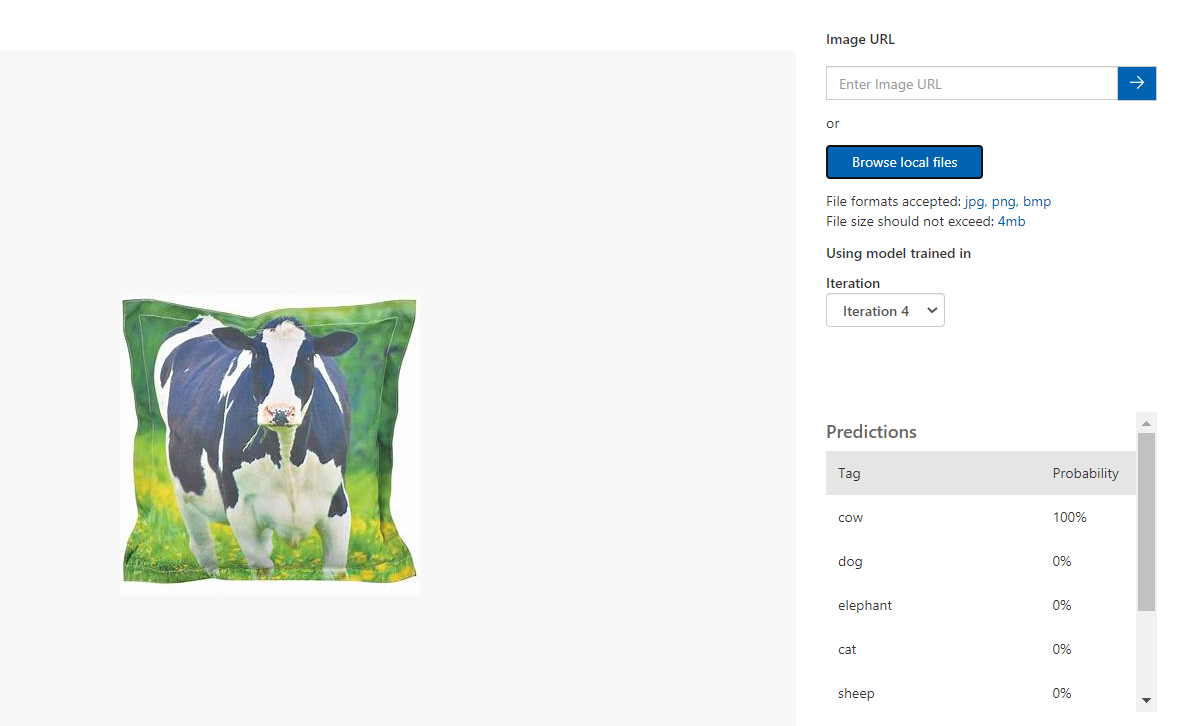 Image URL
Enter Image URL
or
Browse local files
File formats accepted: jpg, png, bmp
File size should not exceed: 4mb
Using model trained in
Iteration
Iteration 4
Predictions
Tag Probability
cow 100%
dog 0%
elephant 0%
cat 0%
sheep 0%